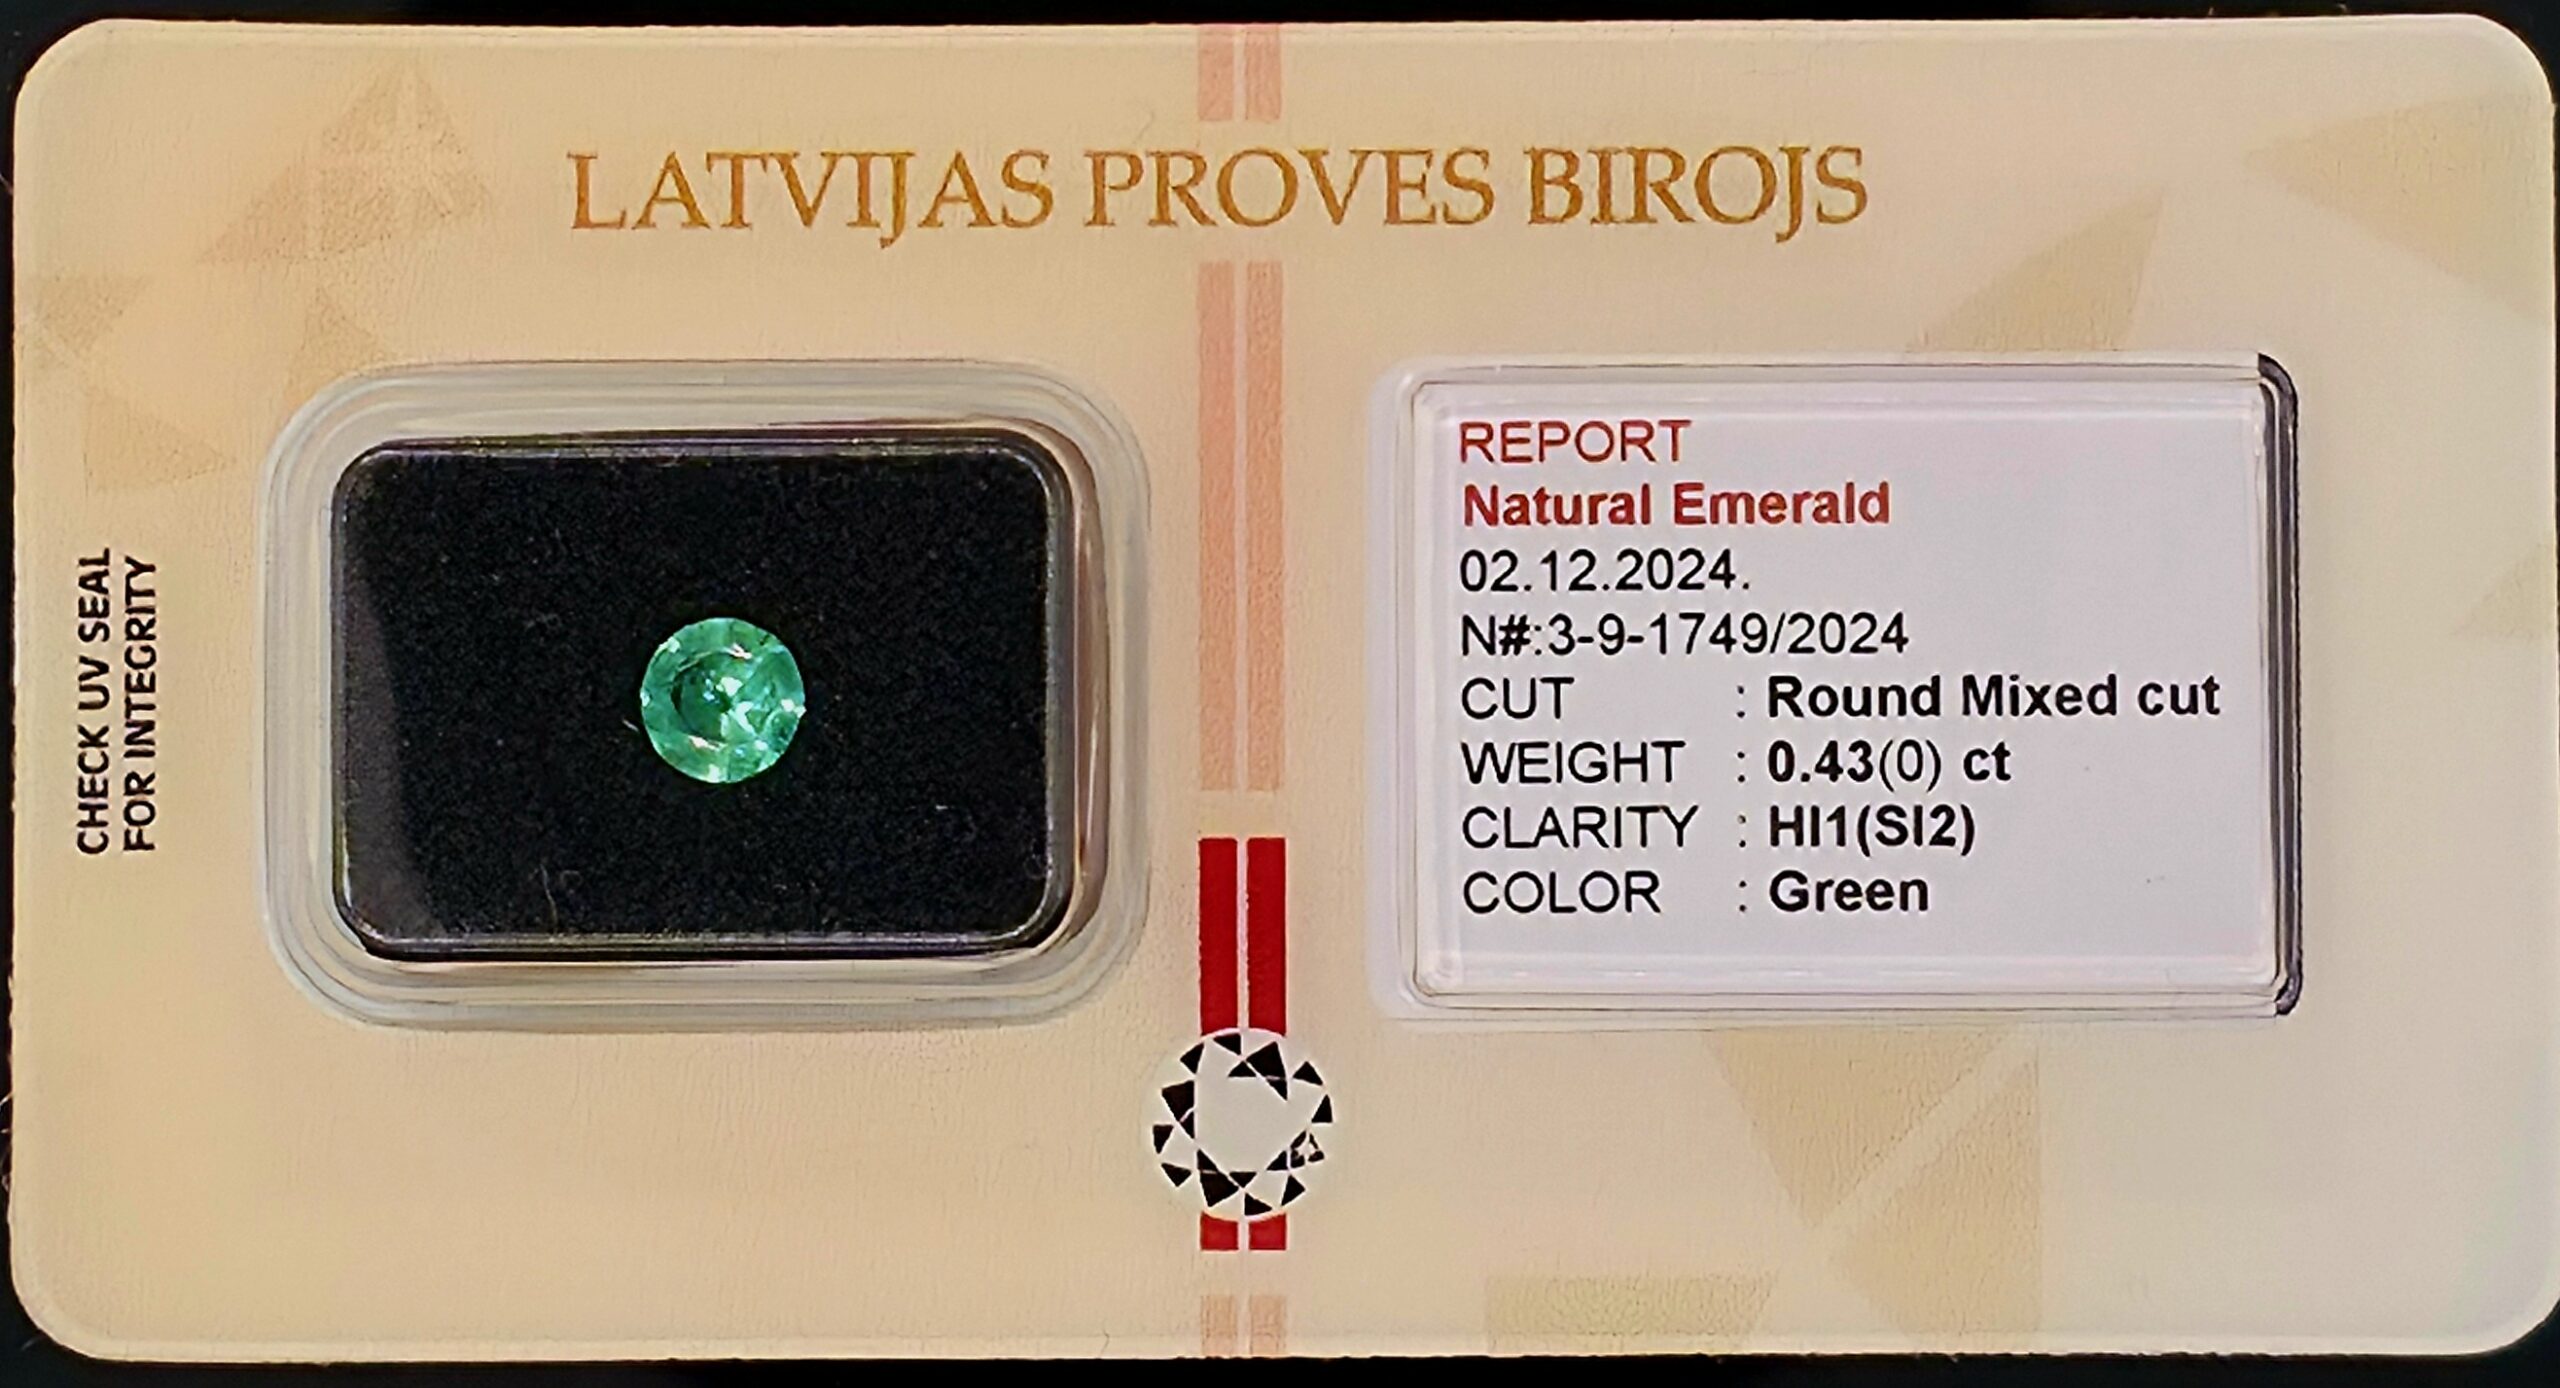 LATVIJAS PROVES BIROJS
CHECK UV SEAL
FOR INTEGRITY
REPORT
Natural Emerald
02.12.2024.
N#:3-9-1749/2024
CUT : Round Mixed cut
WEIGHT : 0.43(0) ct
CLARITY : HI1(SI2)
COLOR : Green